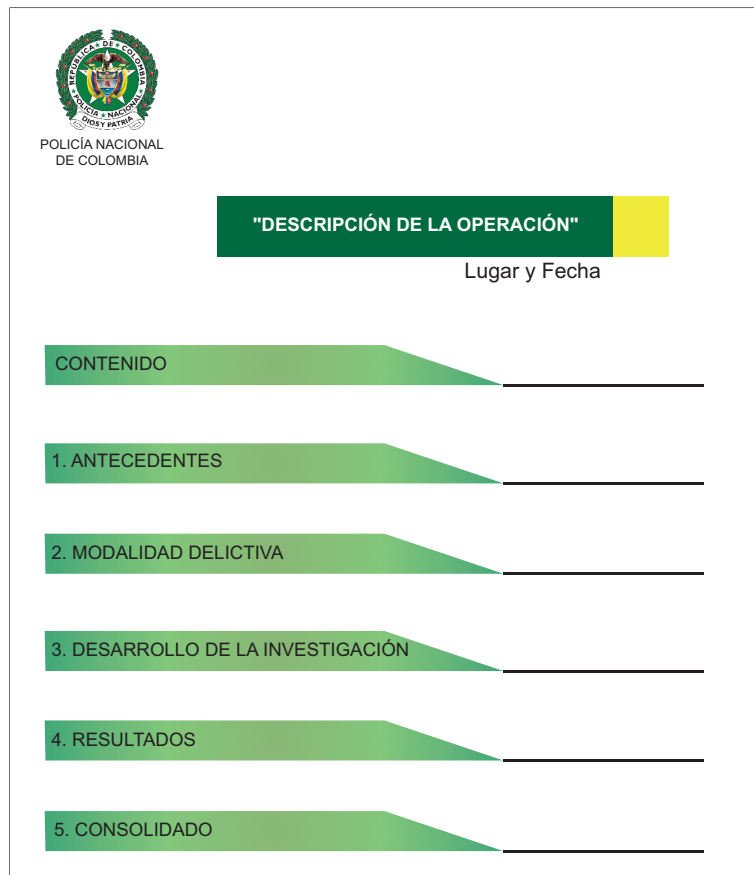 REPÚBLICA DE COLOMBIA
POLICÍA NACIONAL
DIOS Y PATRIA
POLICÍA NACIONAL
DE COLOMBIA
"DESCRIPCIÓN DE LA OPERACIÓN"
Lugar y Fecha
CONTENIDO
1. ANTECEDENTES
2. MODALIDAD DELICTIVA
3. DESARROLLO DE LA INVESTIGACIÓN
4. RESULTADOS
5. CONSOLIDADO